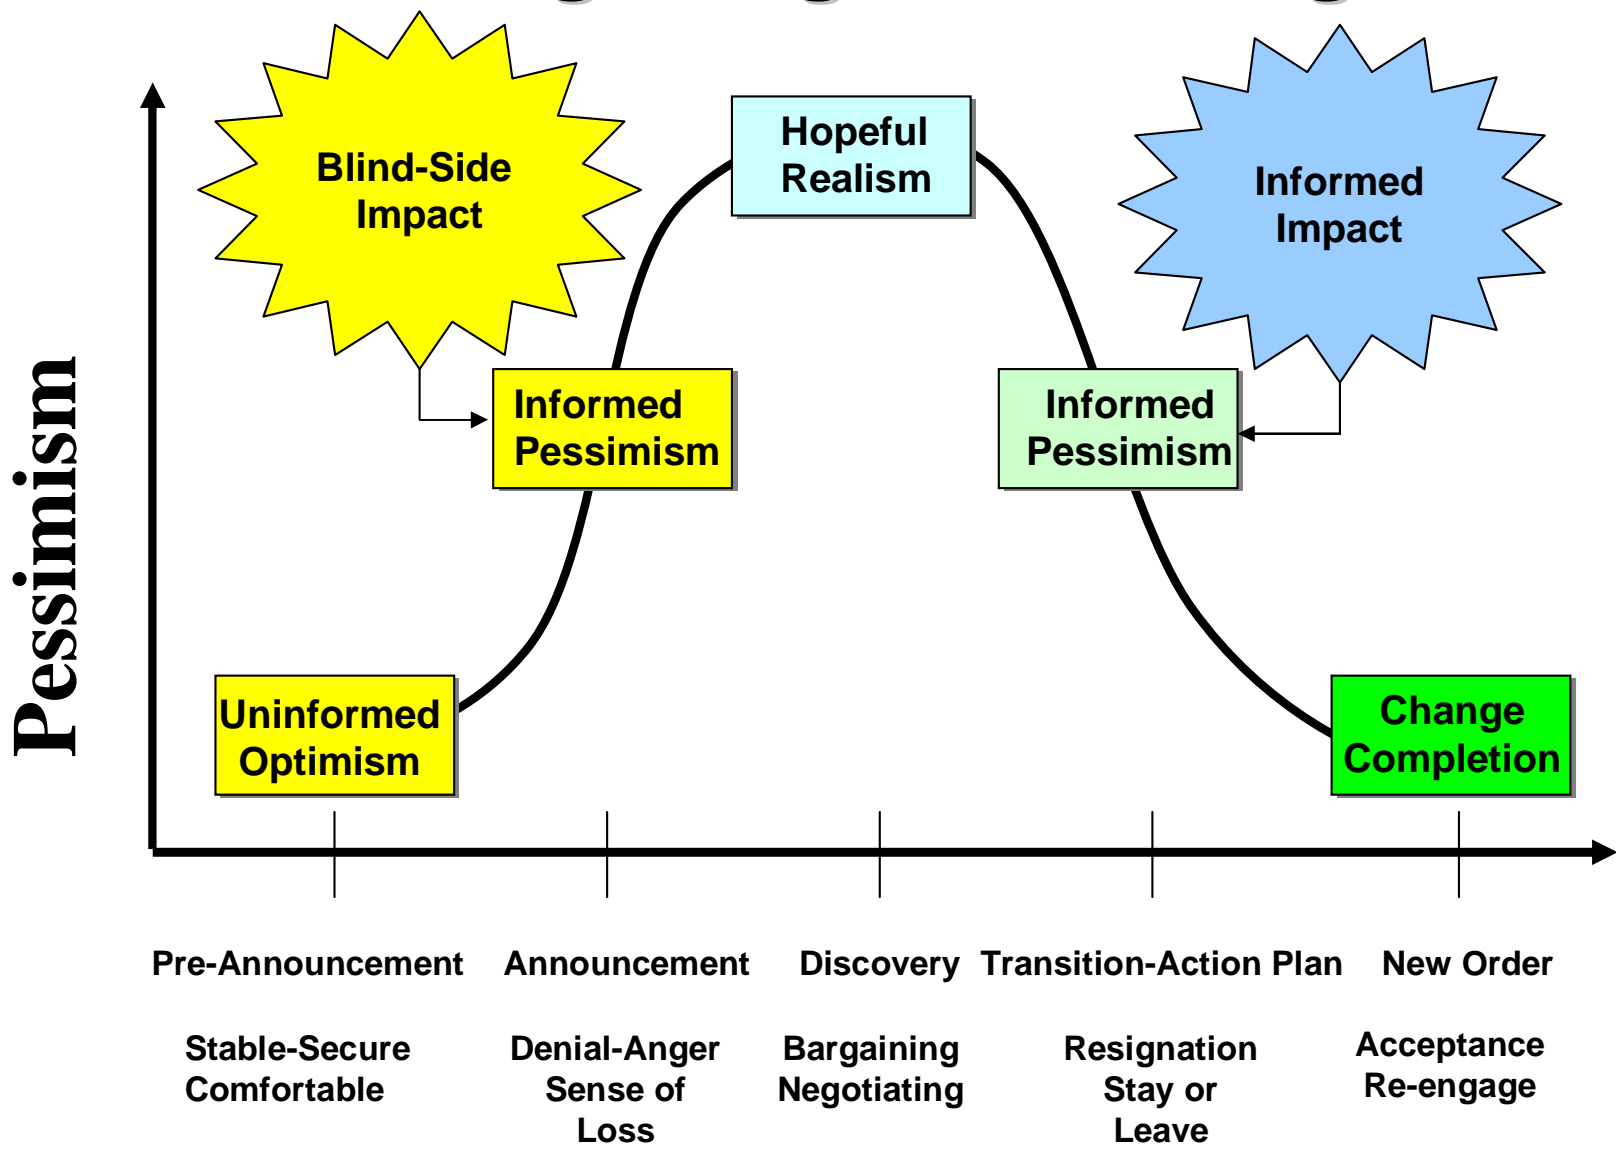 Blind-Side
Impact
Hopeful
Realism
Informed
Impact
Pessimism
Informed
Pessimism
Informed
Pessimism
Uninformed
Optimism
Change
Completion
Pre-Announcement
Announcement
Discovery
Transition-Action Plan
New Order
Stable-Secure
Comfortable
Denial-Anger
Sense of
Loss
Bargaining
Negotiating
Resignation
Stay or
Leave
Acceptance
Re-engage